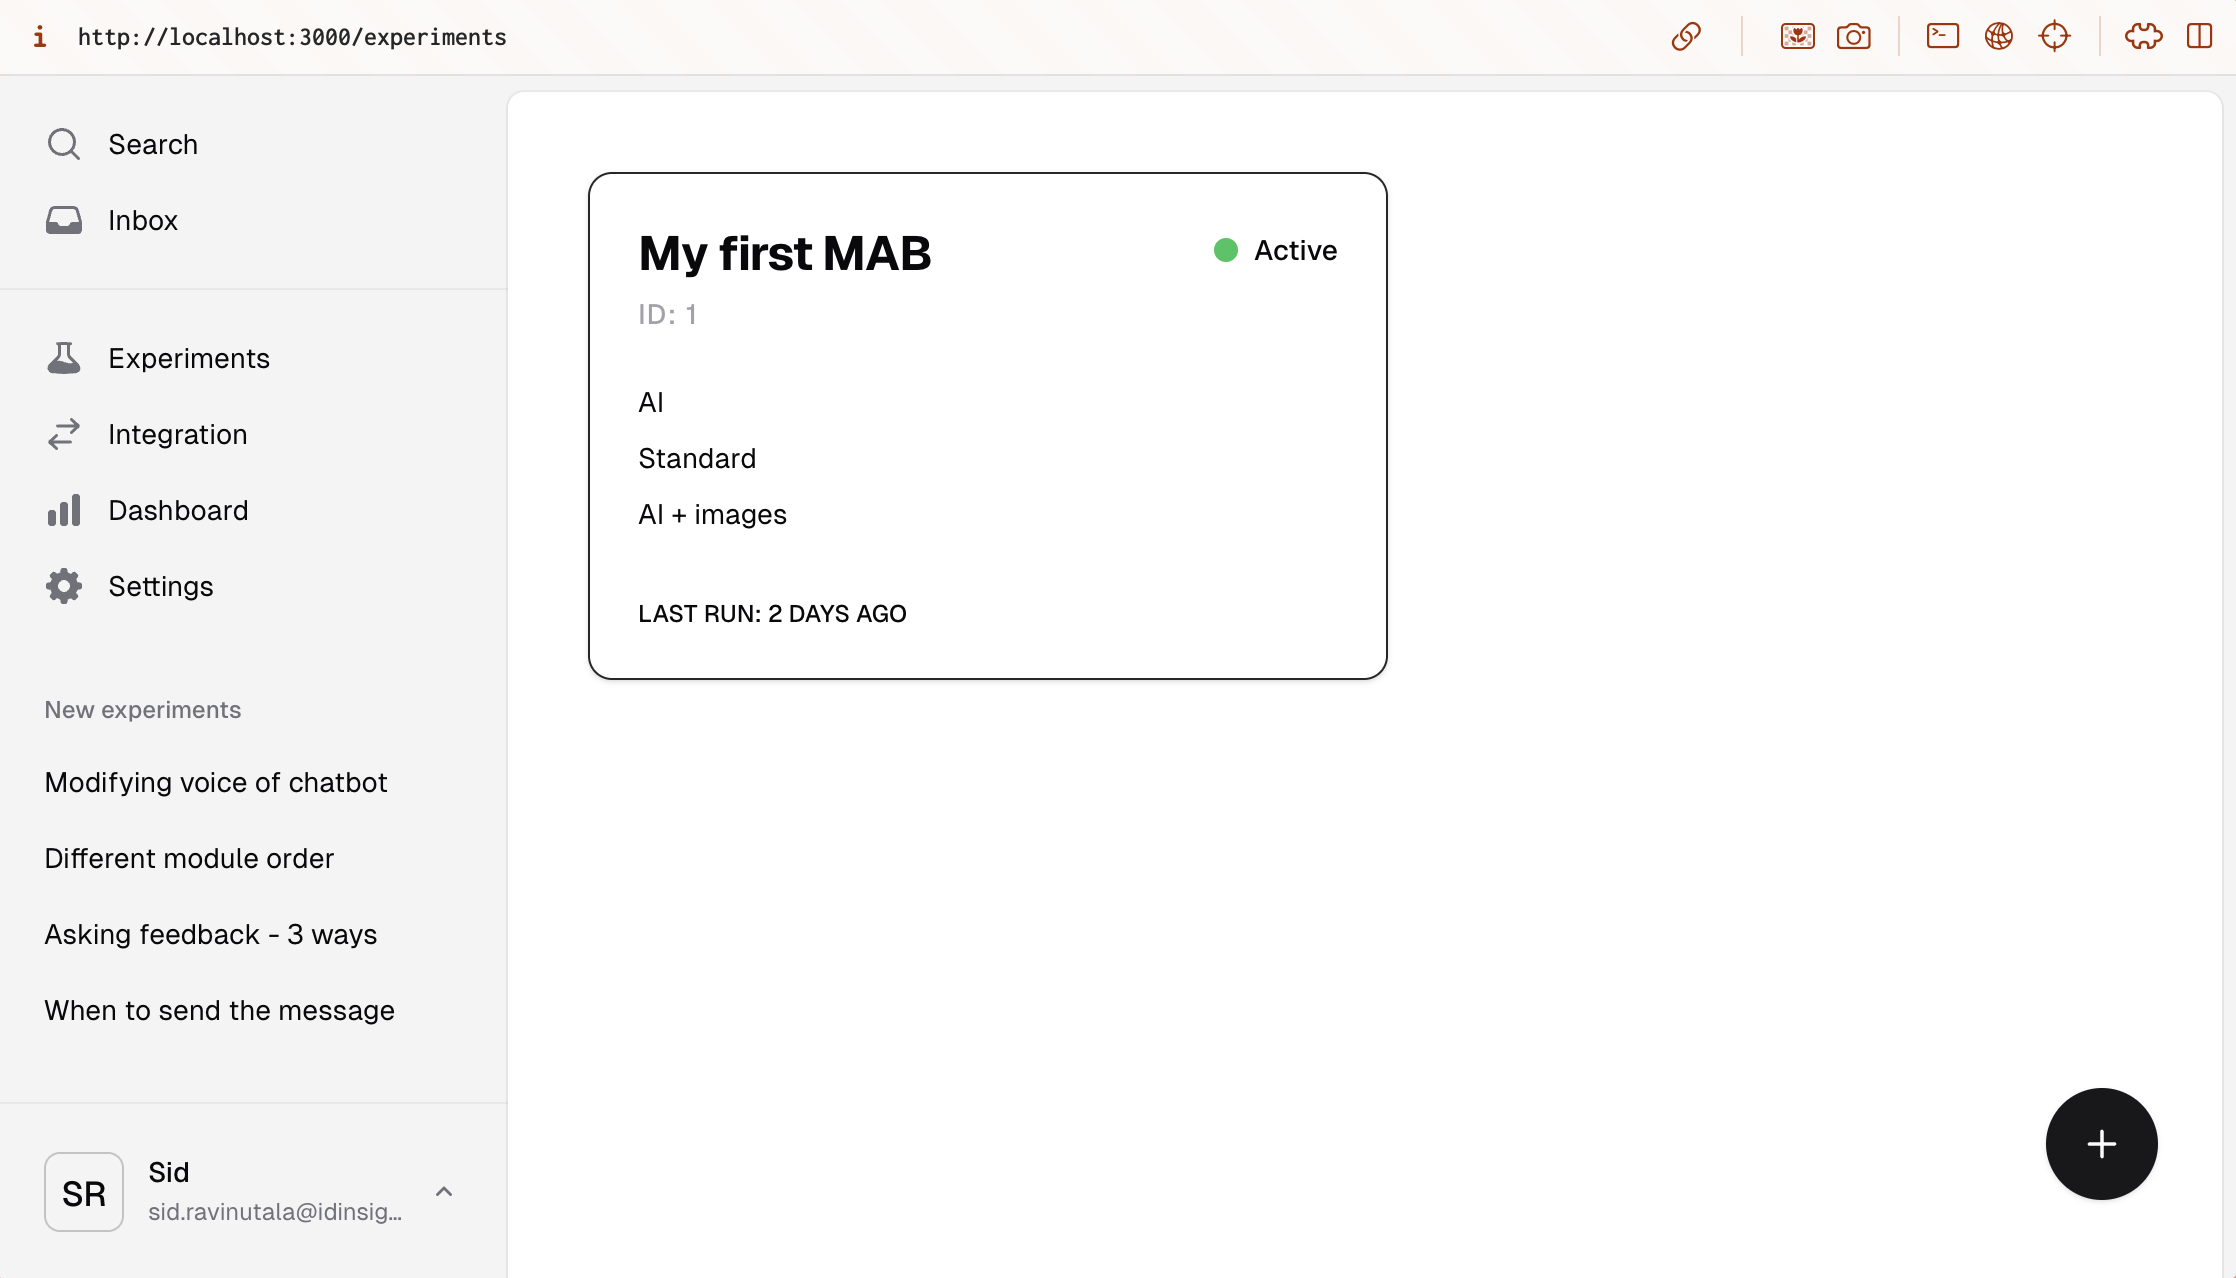 http://localhost:3000/experiments
Search
Inbox
Experiments
Integration
Dashboard
Settings
New experiments
Modifying voice of chatbot
Different module order
Asking feedback - 3 ways
When to send the message
SR
Sid
sid.ravinutala@idinsig...
My first MAB
Active
ID: 1
AI
Standard
AI + images
LAST RUN: 2 DAYS AGO